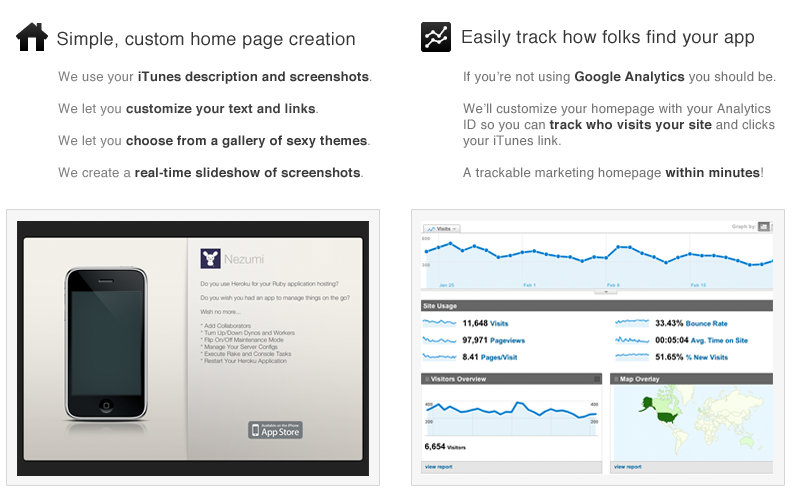 Simple, custom home page creation
We use your iTunes description and screenshots.
We let you customize your text and links.
We let you choose from a gallery of sexy themes.
We create a real-time slideshow of screenshots.
Nezumi
Do you use Heroku for your Ruby application hosting?
Do you wish you had an app to manage things on the go?
Wish no more...
* Add Collaborators
* Turn Up/Down Dynos and Workers
* Flip On/Off Maintenance Mode
* Manage Your Server Configs
* Execute Rake and Console Tasks
* Restart Your Heroku Application
Available on the iPhone
App Store
Easily track how folks find your app
If you're not using Google Analytics you should be.
We'll customize your homepage with your Analytics
ID so you can track who visits your site and clicks
your iTunes link.
A trackable marketing homepage within minutes!
Visits
Graph by:
600
300
Jan 25
Feb 1
Feb 8
Feb 15
Site Usage
11,648 Visits
33.43% Bounce Rate
97,971 Pageviews
00:05:04 Avg. Time on Site
8.41 Pages/Visit
51.65% % New Visits
Visitors Overview
400
400
200
200
6,654 Visitors
view report
Map Overlay
view report